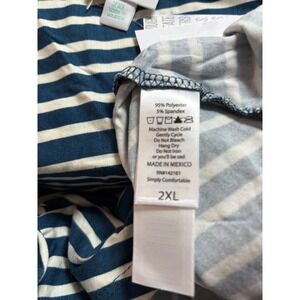 95% Polyester
5% Spandex
Machine Wash Cold
Gently Cycle
Do Not Bleach
Hang Dry
Do Not Iron
or you'll be sad
MADE IN MEXICO
RN#142161
Simply Comfortable
2XL